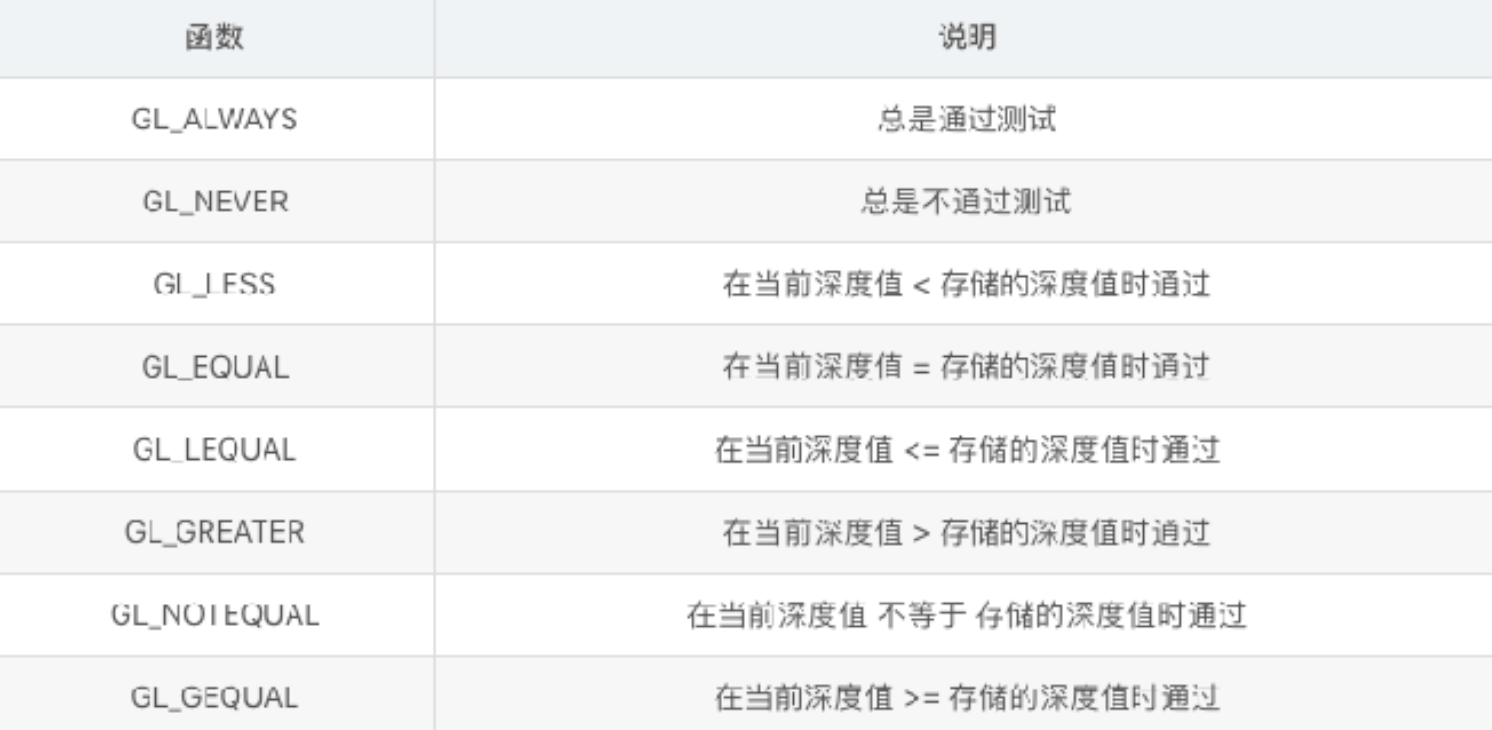 函数 说明
GL_ALWAYS 总是通过测试
GL_NEVER 总是不通过测试
GL_LESS 在当前深度值 < 存储的深度值时通过
GL_EQUAL 在当前深度值 = 存储的深度值时通过
GL_LEQUAL 在当前深度值 <= 存储的深度值时通过
GL_GREATER 在当前深度值 > 存储的深度值时通过
GL_NOTEQUAL 在当前深度值 不等于 存储的深度值时通过
GL_GEQUAL 在当前深度值 >= 存储的深度值时通过